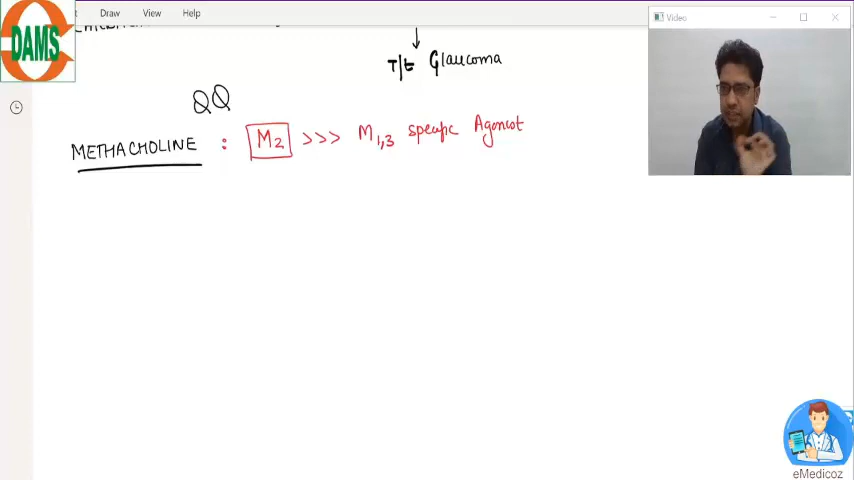 DAMS
Draw View Help
Video
T/t Glaucoma
QQ
METHACHOLINE : M2 >>> M1,3 specific Agonist
eMedicoz